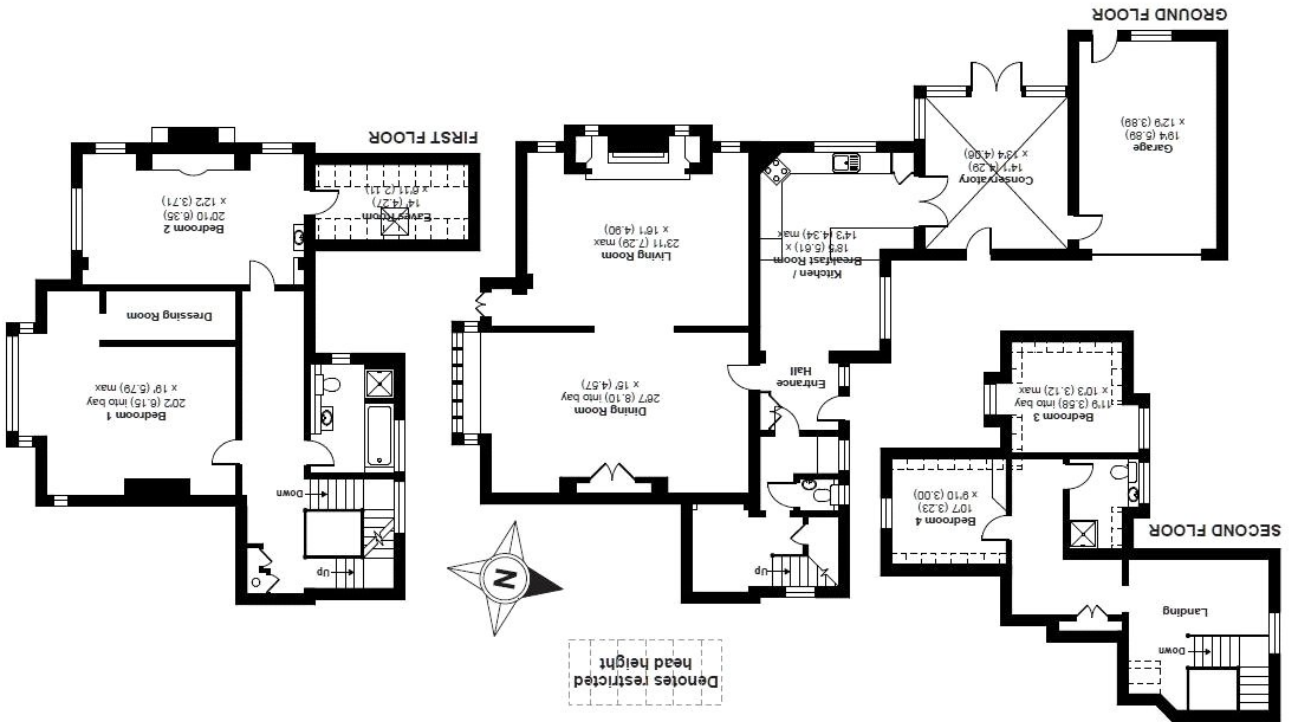 Denotes restricted
head height
Down
Landing
SECOND FLOOR
Bedroom 4
10'7 (3.23)
x 9'10 (3.00)
Bedroom 3
11'9 (3.58) into bay
x 10'3 (3.12) max
N
Up
Dining Room
26'7 (8.10) into bay
x 15' (4.57)
Entrance
Hall
Kitchen /
Breakfast Room
18'5 (5.61) x
14'3 (4.34) max
Living Room
23'11 (7.29) max
x 16'1 (4.90)
Conservatory
14'1 (4.29)
x 13'4 (4.06)
Garage
19'4 (5.89)
x 12'9 (3.89)
GROUND FLOOR
Up
Down
Bedroom 1
20'2 (6.15) into bay
x 19' (5.79) max
Dressing Room
Bedroom 2
20'10 (6.35)
x 12'2 (3.71)
Eaves Room
14' (4.27)
x 6'11 (2.11)
FIRST FLOOR